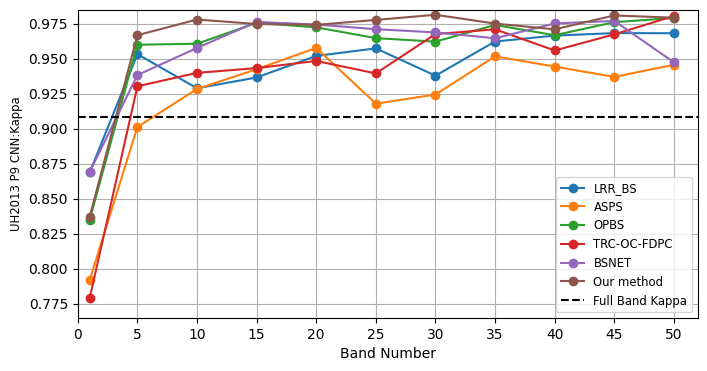 UH2013 P9 CNN:Kappa
0.975
0.950
0.925
0.900
0.875
0.850
0.825
0.800
0.775
0 5 10 15 20 25 30 35 40 45 50
Band Number
LRR_BS
ASPS
OPBS
TRC-OC-FDPC
BSNET
Our method
Full Band Kappa